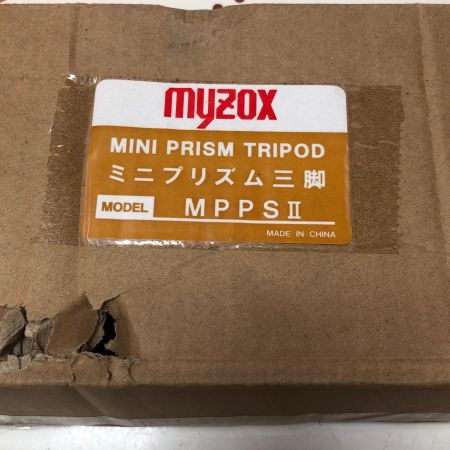 myzox
MINI PRISM TRIPOD
ミニプリズム三脚
MODEL MPPSⅡ
MADE IN CHINA